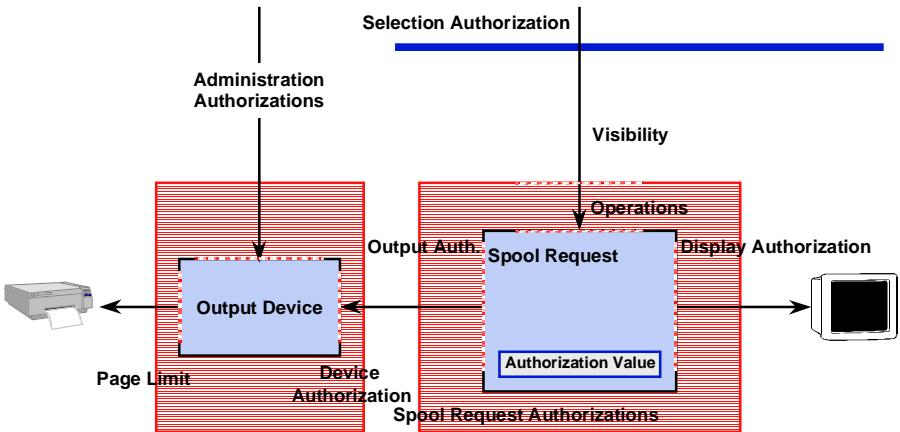 Selection Authorization
Administration
Authorizations
Visibility
Operations
Output Auth.
Spool Request
Display Authorization
Output Device
Authorization Value
Page Limit
Device
Authorization
Spool Request Authorizations